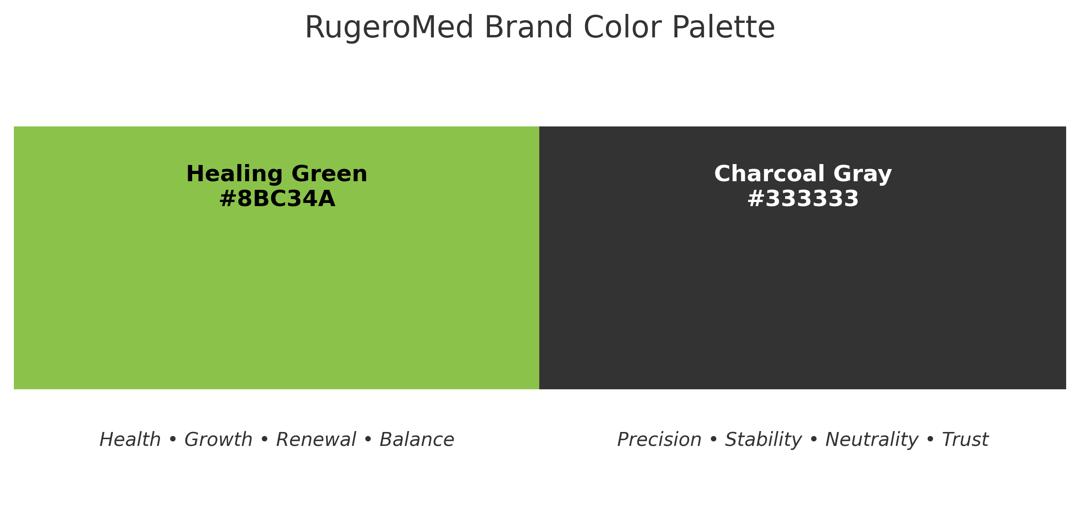 RugeroMed Brand Color Palette
Healing Green
#8BC34A
Charcoal Gray
#333333
Health • Growth • Renewal • Balance
Precision • Stability • Neutrality • Trust